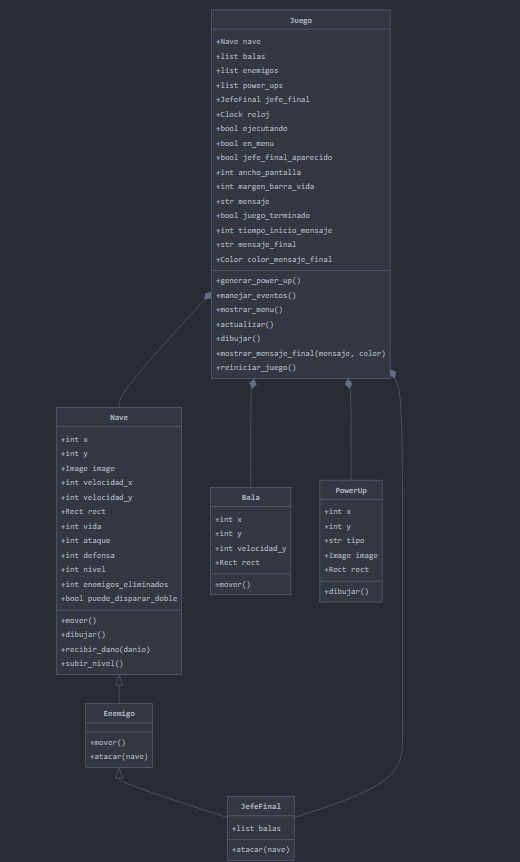 Juego
+Nave nave
+list balas
+list enemigos
+list power_ups
+JefeFinal jefe_final
+Clock reloj
+bool ejecutando
+bool en_menu
+bool jefe_final_aparecido
+int ancho_pantalla
+int margen_barra_vida
+str mensaje
+bool juego_terminado
+int tiempo_inicio_mensaje
+str mensaje_final
+Color color_mensaje_final
+generar_power_up()
+manejar_eventos()
+mostrar_menu()
+actualizar()
+dibujar()
+mostrar_mensaje_final(mensaje, color)
+reiniciar_juego()
Nave
+int x
+int y
+Image image
+int velocidad_x
+int velocidad_y
+Rect rect
+int vida
+int ataque
+int defensa
+int nivel
+int enemigos_eliminados
+bool puede_disparar_doble
+mover()
+dibujar()
+recibir_dano(danio)
+subir_nivel()
Bala
+int x
+int y
+int velocidad_y
+Rect rect
+mover()
PowerUp
+int x
+int y
+str tipo
+Image image
+Rect rect
+dibujar()
Enemigo
+mover()
+atacar(nave)
JefeFinal
+list balas
+atacar(nave)